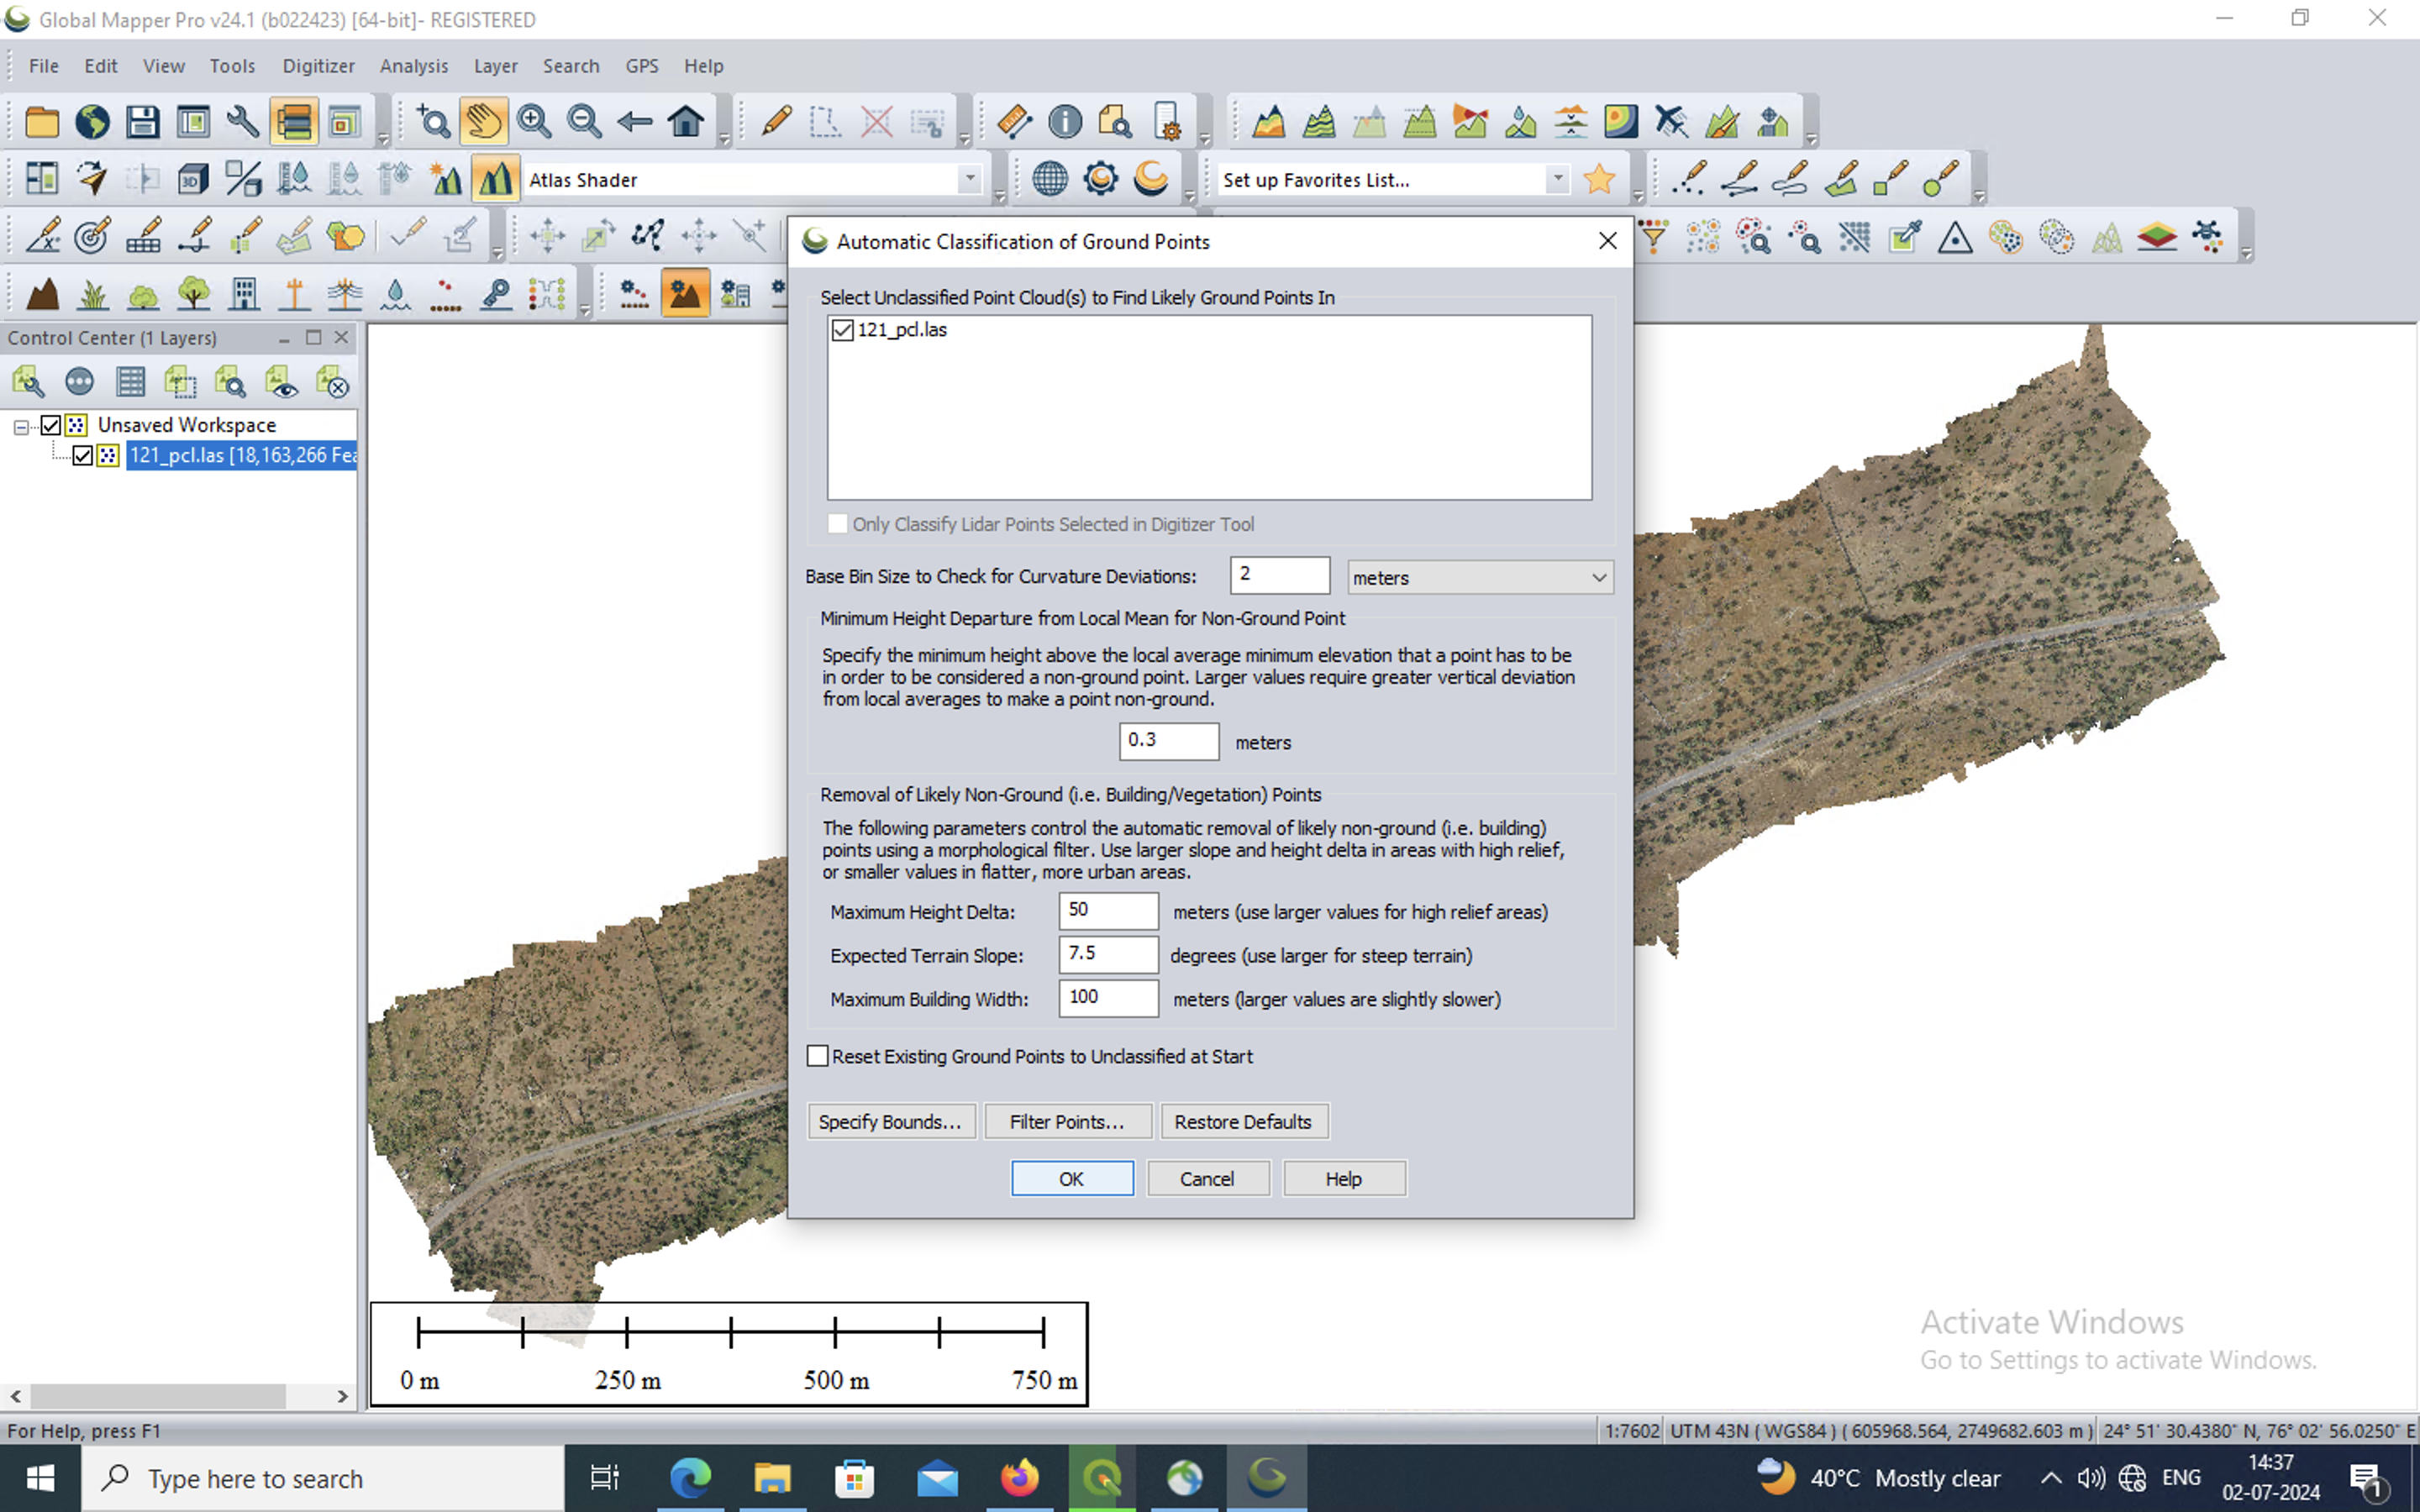 Global Mapper Pro v24.1 (b022423) [64-bit]- REGISTERED
File Edit View Tools Digitizer Analysis Layer Search GPS Help
Atlas Shader
Set up Favorites List...
Control Center (1 Layers)
Unsaved Workspace
121_pcl.las [18,163,266 Fea
Automatic Classification of Ground Points
Select Unclassified Point Cloud(s) to Find Likely Ground Points In
121_pcl.las
Only Classify Lidar Points Selected in Digitizer Tool
Base Bin Size to Check for Curvature Deviations: 2 meters
Minimum Height Departure from Local Mean for Non-Ground Point
Specify the minimum height above the local average minimum elevation that a point has to be
in order to be considered a non-ground point. Larger values require greater vertical deviation
from local averages to make a point non-ground.
0.3 meters
Removal of Likely Non-Ground (i.e. Building/Vegetation) Points
The following parameters control the automatic removal of likely non-ground (i.e. building)
points using a morphological filter. Use larger slope and height delta in areas with high relief,
or smaller values in flatter, more urban areas.
Maximum Height Delta: 50 meters (use larger values for high relief areas)
Expected Terrain Slope: 7.5 degrees (use larger for steep terrain)
Maximum Building Width: 100 meters (larger values are slightly slower)
Reset Existing Ground Points to Unclassified at Start
Specify Bounds... Filter Points... Restore Defaults
OK Cancel Help
0 m 250 m 500 m 750 m
Activate Windows
Go to Settings to activate Windows.
For Help, press F1
1:7602 UTM 43N ( WGS84 ) ( 605968.564, 2749682.603 m ) 24° 51' 30.4380" N, 76° 02' 56.0250" E
Type here to search
40°C Mostly clear
ENG
14:37
02-07-2024
1
3D